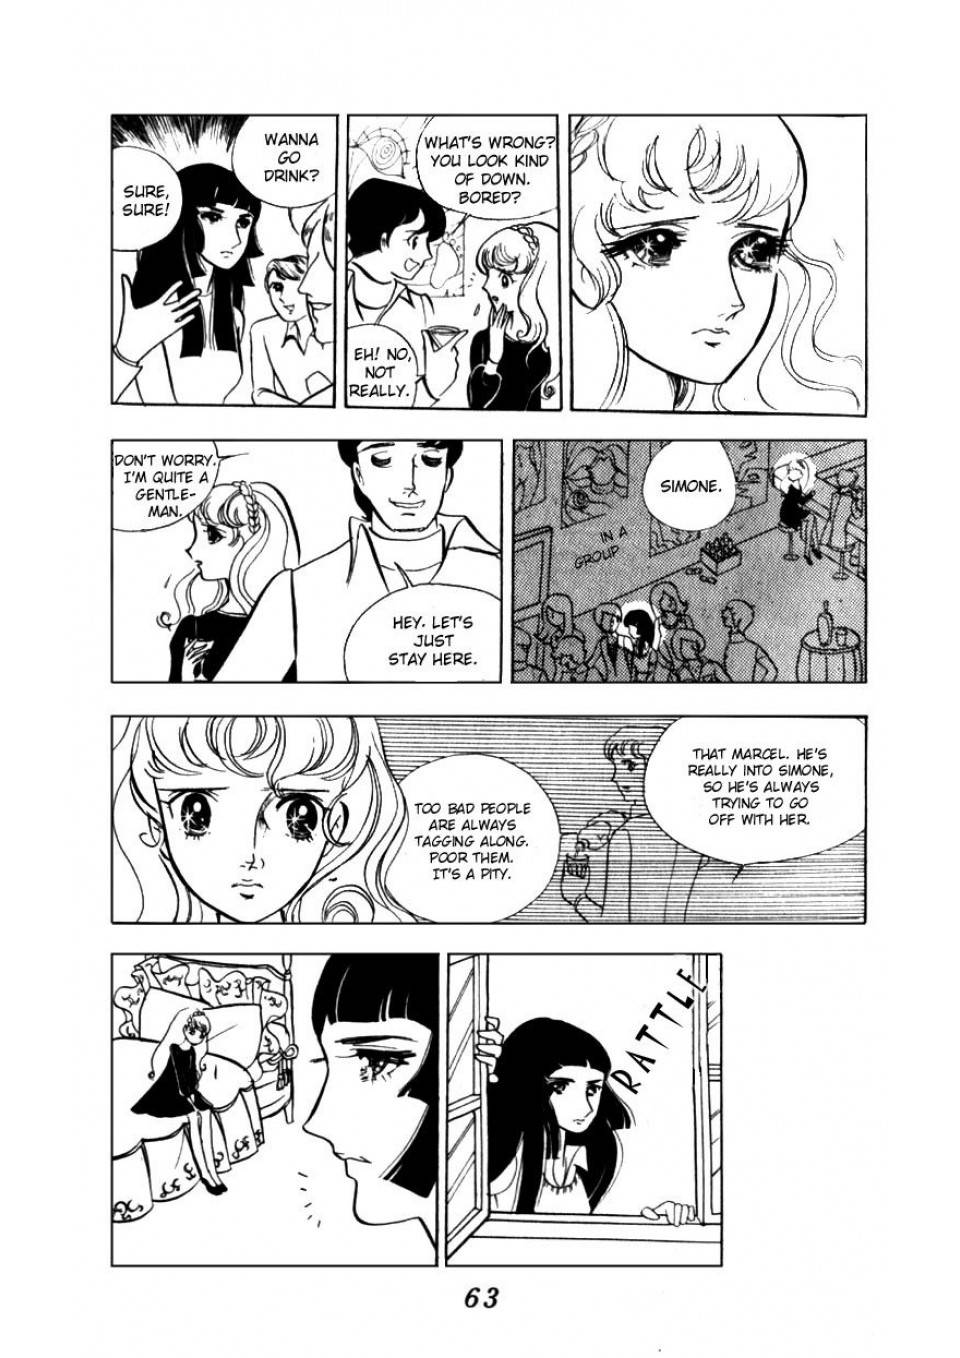 WANNA
GO
DRINK?
SURE,
SURE!
WHAT'S WRONG?
YOU LOOK KIND
OF DOWN.
BORED?
EH! NO,
NOT
REALLY.
DON'T WORRY.
I'M QUITE A
GENTLE-
MAN.
HEY. LET'S
JUST
STAY HERE.
SIMONE.
IN A
GROUP
TOO BAD PEOPLE
ARE ALWAYS
TAGGING ALONG.
POOR THEM.
IT'S A PITY.
THAT MARCEL. HE'S
REALLY INTO SIMONE,
SO HE'S ALWAYS
TRYING TO GO
OFF WITH HER.
RATTLE
63